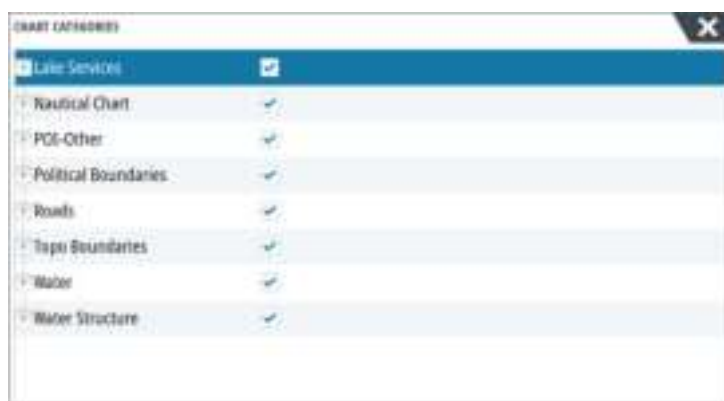 CHART CATEGORIES
Lake Services
Nautical Chart
POI-Other
Political Boundaries
Roads
Topo Boundaries
Water
Water Structure